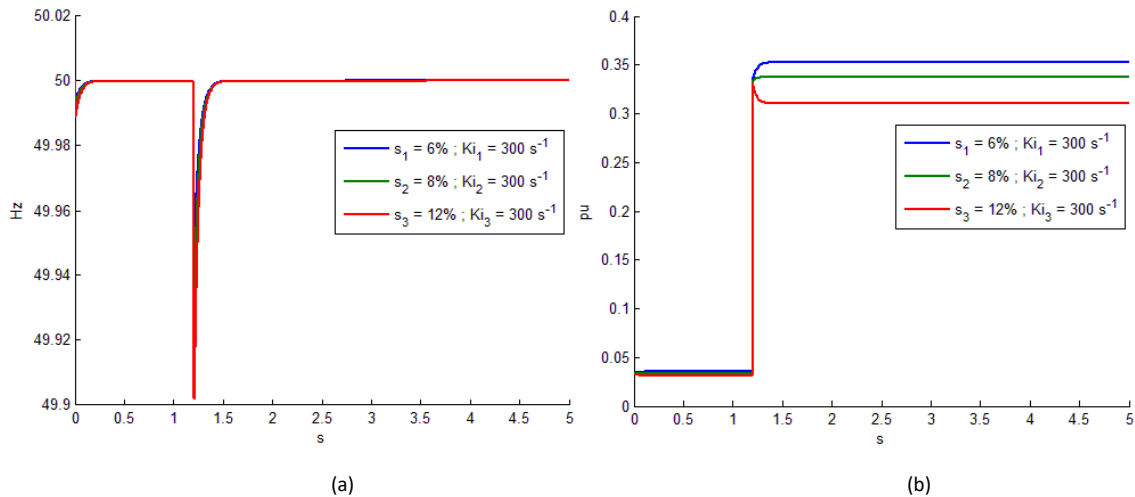 50.02
50
49.98
49.96
49.94
49.92
49.9
Hz
0 0.5 1 1.5 2 2.5 3 3.5 4 4.5 5
s
s₁ = 6% ; Ki₁ = 300 s⁻¹
s₂ = 8% ; Ki₂ = 300 s⁻¹
s₃ = 12% ; Ki₃ = 300 s⁻¹
(a)
0.4
0.35
0.3
0.25
0.2
0.15
0.1
0.05
0
pu
0 0.5 1 1.5 2 2.5 3 3.5 4 4.5 5
s
s₁ = 6% ; Ki₁ = 300 s⁻¹
s₂ = 8% ; Ki₂ = 300 s⁻¹
s₃ = 12% ; Ki₃ = 300 s⁻¹
(b)